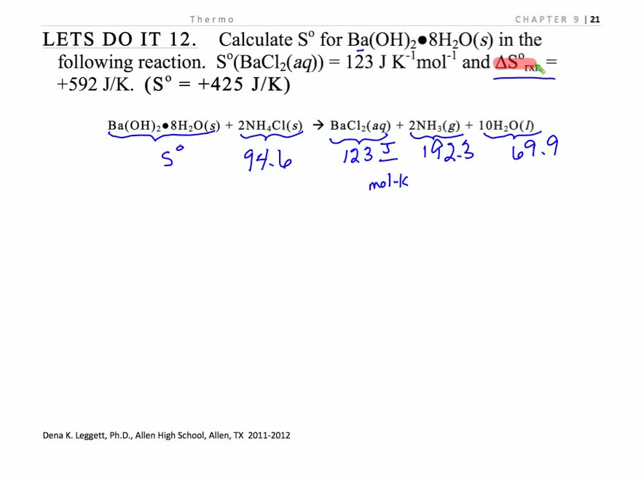 Thermo CHAPTER 9 | 21
LETS DO IT 12. Calculate S° for Ba(OH)₂●8H₂O(s) in the
following reaction. S°(BaCl₂(aq)) = 123 J K⁻¹mol⁻¹ and ΔS°rxn =
+592 J/K. (S° = +425 J/K)
Ba(OH)₂●8H₂O(s) + 2NH₄Cl(s) → BaCl₂(aq) + 2NH₃(g) + 10H₂O(l)
S° 94.6 123 J 192.3 69.9
mol-K
Dena K. Leggett, Ph.D., Allen High School, Allen, TX 2011-2012